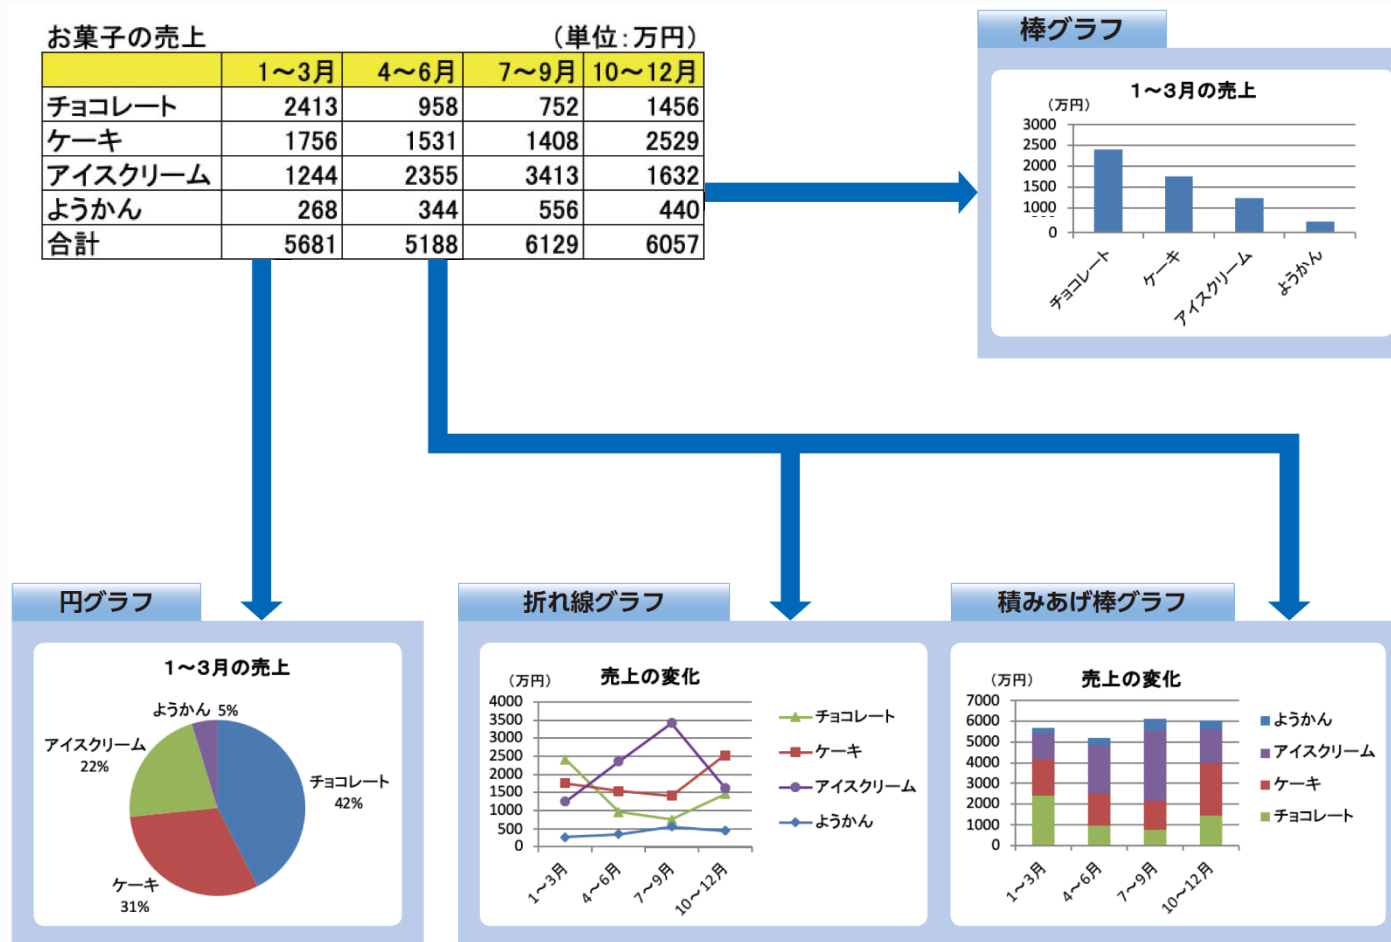 お菓子の売上 （単位：万円）
1～3月 4～6月 7～9月 10～12月
チョコレート 2413 958 752 1456
ケーキ 1756 1531 1408 2529
アイスクリーム 1244 2355 3413 1632
ようかん 268 344 556 440
合計 5681 5188 6129 6057
棒グラフ
1～3月の売上
（万円）
3000
2500
2000
1500
1000
0
チョコレート
ケーキ
アイスクリーム
ようかん
円グラフ
1～3月の売上
ようかん 5%
アイスクリーム
22%
チョコレート
42%
ケーキ
31%
折れ線グラフ
売上の変化
（万円）
4000
3500
3000
2500
2000
1500
1000
500
0
1～3月
4～6月
7～9月
10～12月
チョコレート
ケーキ
アイスクリーム
ようかん
積みあげ棒グラフ
売上の変化
（万円）
7000
6000
5000
4000
3000
2000
1000
0
1～3月
4～6月
7～9月
10～12月
ようかん
アイスクリーム
ケーキ
チョコレート